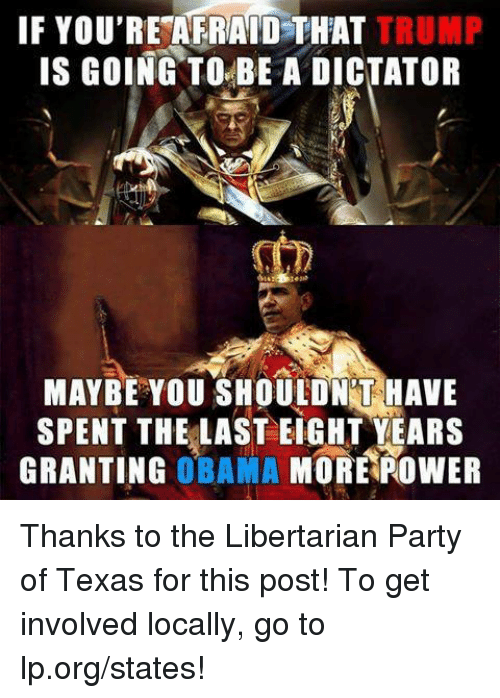 IF YOU'RE AFRAID THAT TRUMP
IS GOING TO BE A DICTATOR
MAYBE YOU SHOULDN'T HAVE
SPENT THE LAST EIGHT YEARS
GRANTING OBAMA MORE POWER
Thanks to the Libertarian Party
of Texas for this post! To get
involved locally, go to
lp.org/states!